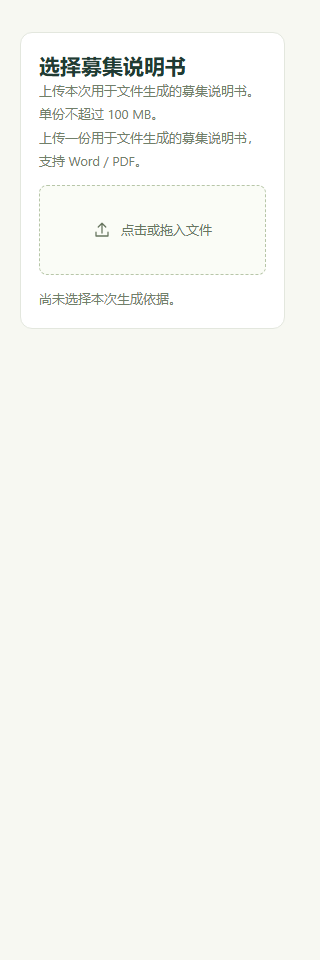 选择募集说明书
上传本次用于文件生成的募集说明书。
单份不超过 100 MB。
上传一份用于文件生成的募集说明书，
支持 Word / PDF。
点击或拖入文件
尚未选择本次生成依据。